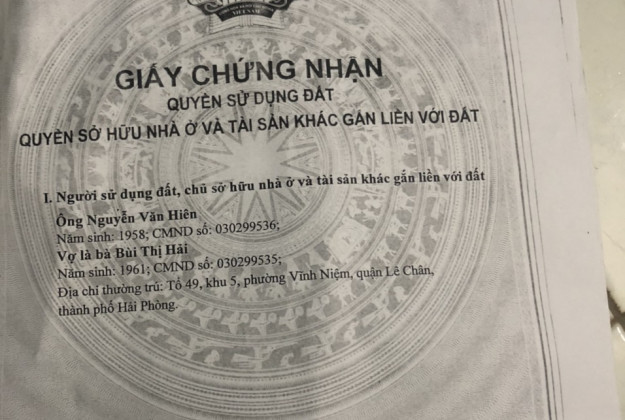 GIẤY CHỨNG NHẬN
QUYỀN SỬ DỤNG ĐẤT
QUYỀN SỞ HỮU NHÀ Ở VÀ TÀI SẢN KHÁC GẮN LIỀN VỚI ĐẤT
I. Người sử dụng đất, chủ sở hữu nhà ở và tài sản khác gắn liền với đất
Ông Nguyễn Văn Hiên
Năm sinh: 1958; CMND số: 030299536;
Vợ là bà Bùi Thị Hải
Năm sinh: 1961; CMND số: 030299535;
Địa chỉ thường trú: Tổ 49, khu 5, phường Vĩnh Niệm, quận Lê Chân,
thành phố Hải Phòng.